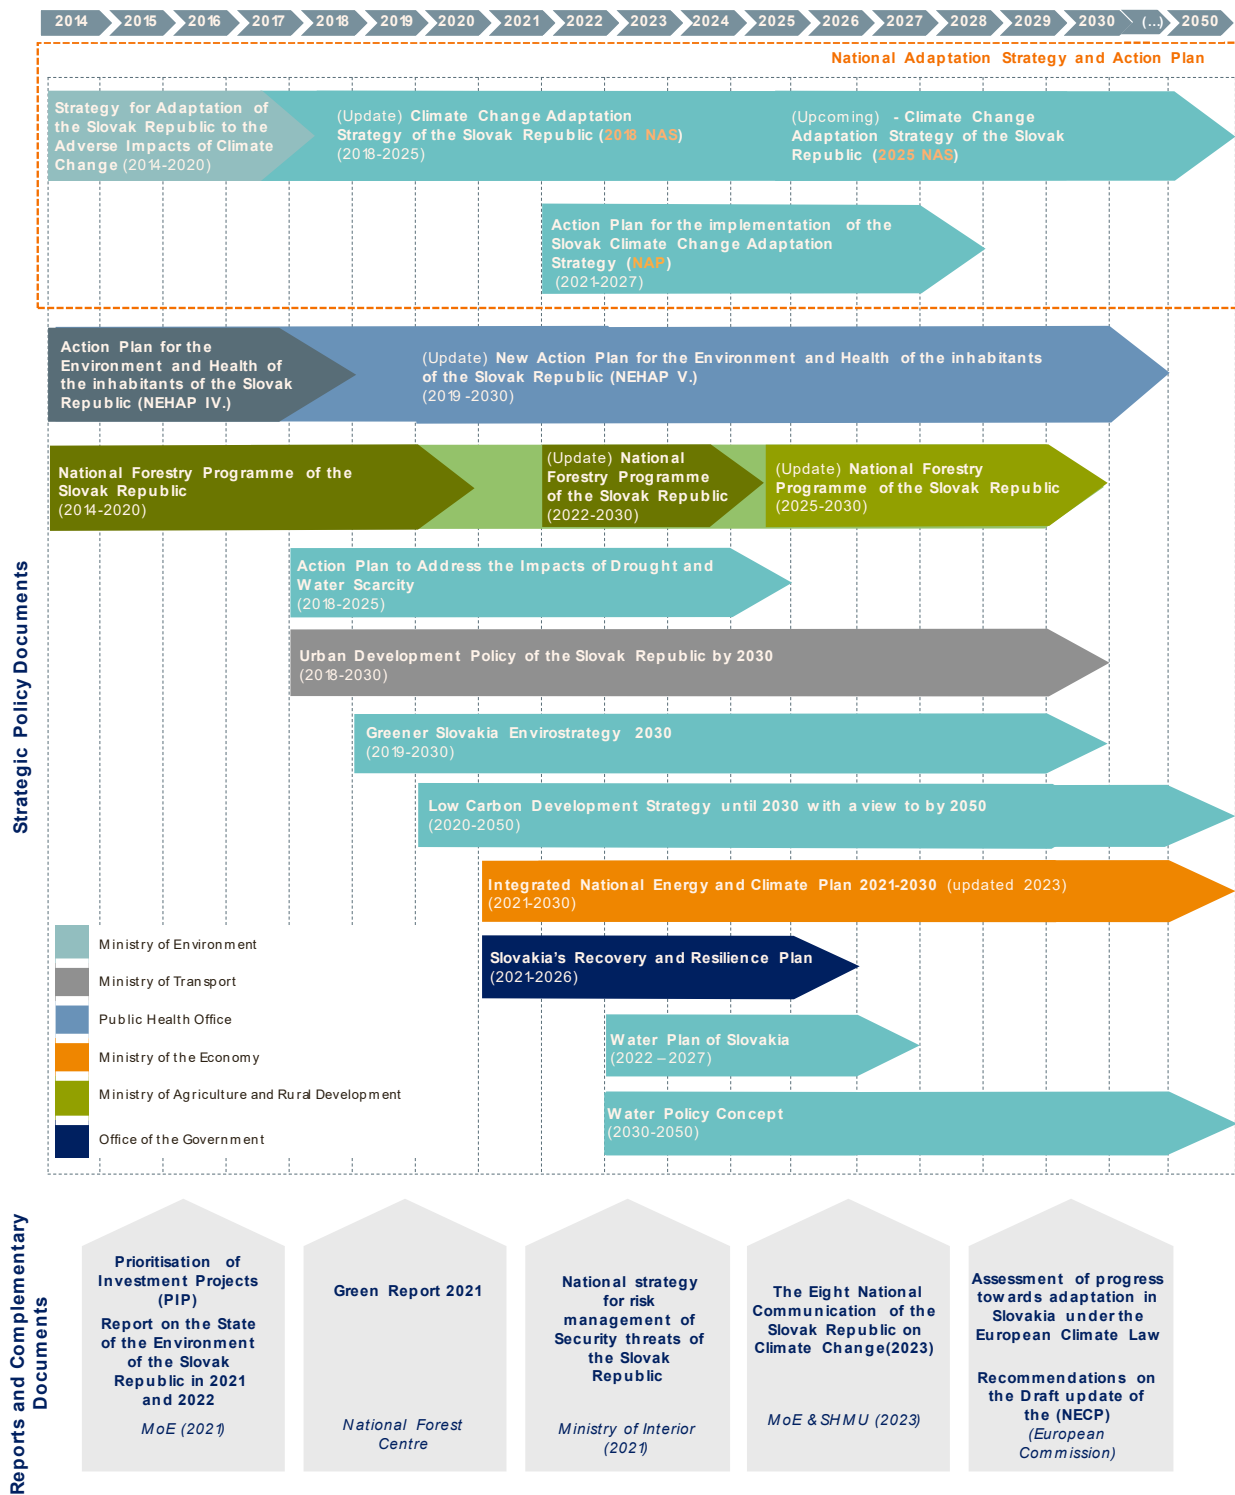 2014 2015 2016 2017 2018 2019 2020 2021 2022 2023 2024 2025 2026 2027 2028 2029 2030 (...) 2050
National Adaptation Strategy and Action Plan
Strategy for Adaptation of
the Slovak Republic to the
Adverse Impacts of Climate
Change (2014-2020)
(Update) Climate Change Adaptation
Strategy of the Slovak Republic (2018 NAS)
(2018-2025)
(Upcoming) - Climate Change
Adaptation Strategy of the Slovak
Republic (2025 NAS)
Action Plan for the implementation of the
Slovak Climate Change Adaptation
Strategy (NAP)
(2021-2027)
Action Plan for the
Environment and Health of
the inhabitants of the Slovak
Republic (NEHAP IV.)
(Update) New Action Plan for the Environment and Health of the inhabitants
of the Slovak Republic (NEHAP V.)
(2019-2030)
National Forestry Programme of the
Slovak Republic
(2014-2020)
(Update) National
Forestry Programme
of the Slovak Republic
(2022-2030)
(Update) National Forestry
Programme of the Slovak Republic
(2025-2030)
Action Plan to Address the Impacts of Drought and
Water Scarcity
(2018-2025)
Urban Development Policy of the Slovak Republic by 2030
(2018-2030)
Greener Slovakia Envirostrategy 2030
(2019-2030)
Low Carbon Development Strategy until 2030 with a view to by 2050
(2020-2050)
Integrated National Energy and Climate Plan 2021-2030 (updated 2023)
(2021-2030)
Slovakia's Recovery and Resilience Plan
(2021-2026)
Water Plan of Slovakia
(2022 – 2027)
Water Policy Concept
(2030-2050)
Strategic Policy Documents
Ministry of Environment
Ministry of Transport
Public Health Office
Ministry of the Economy
Ministry of Agriculture and Rural Development
Office of the Government
Reports and Complementary
Documents
Prioritisation of
Investment Projects
(PIP)
Report on the State
of the Environment
of the Slovak
Republic in 2021
and 2022
MoE (2021)
Green Report 2021
National Forest
Centre
National strategy
for risk
management of
Security threats of
the Slovak
Republic
Ministry of Interior
(2021)
The Eight National
Communication of the
Slovak Republic on
Climate Change(2023)
MoE & SHMU (2023)
Assessment of progress
towards adaptation in
Slovakia under the
European Climate Law
Recommendations on
the Draft update of
the (NECP)
(European
Commission)